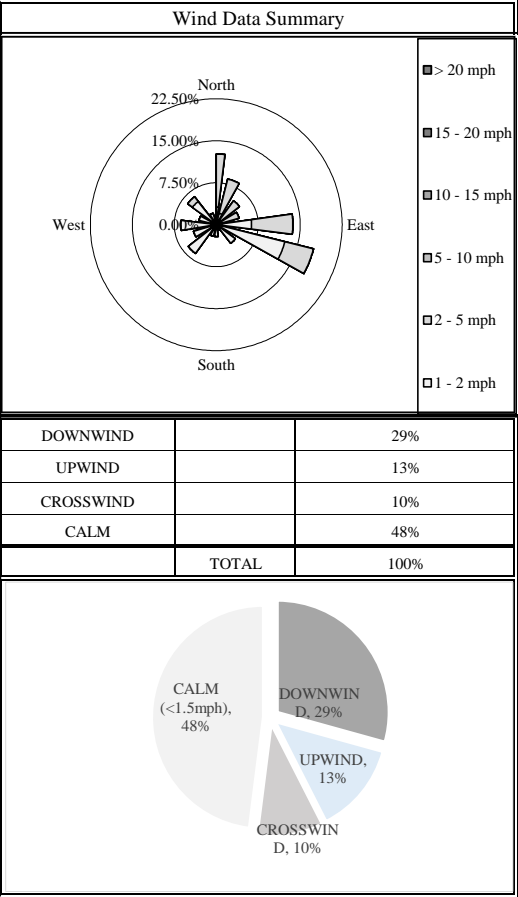 Wind Data Summary
North
22.50%
15.00%
7.50%
0.00%
West
East
South
> 20 mph
15 - 20 mph
10 - 15 mph
5 - 10 mph
2 - 5 mph
1 - 2 mph
DOWNWIND 29%
UPWIND 13%
CROSSWIND 10%
CALM 48%
TOTAL 100%
CALM
(<1.5mph),
48%
DOWNWIN
D, 29%
UPWIND,
13%
CROSSWIN
D, 10%